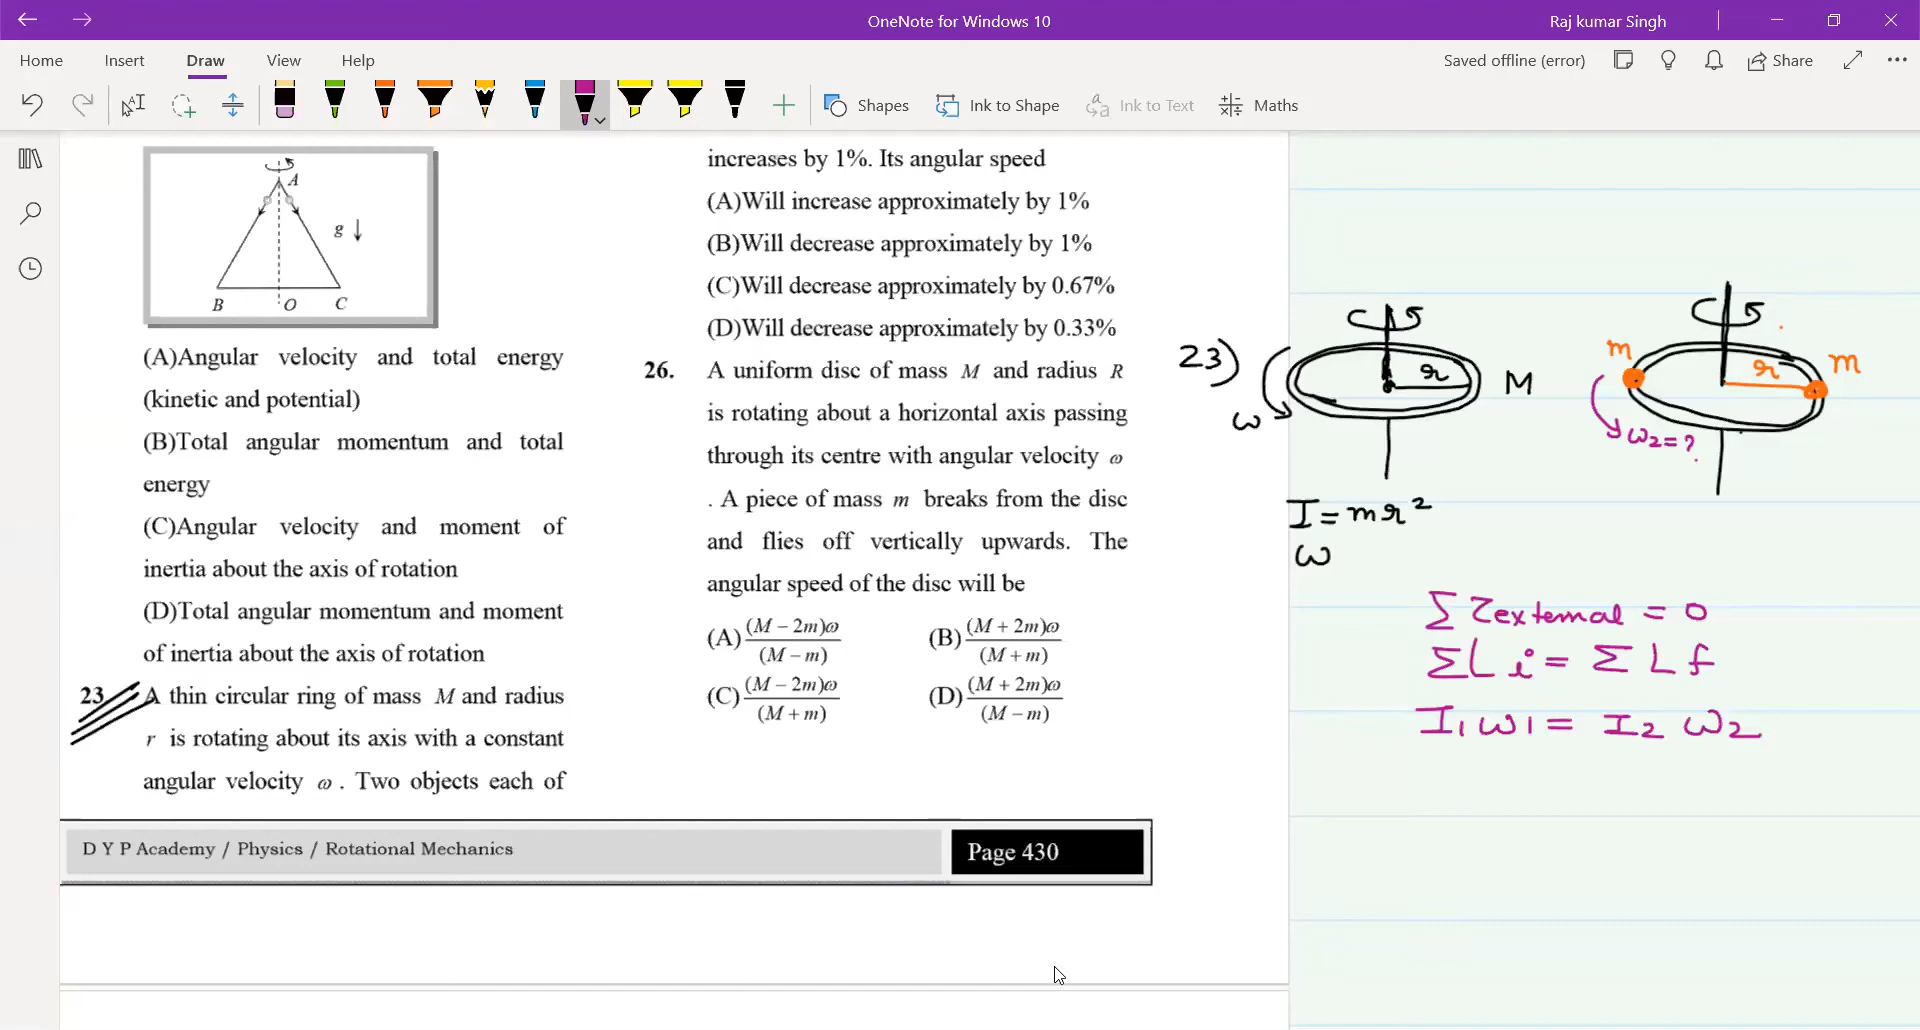 OneNote for Windows 10
Raj kumar Singh
Home Insert Draw View Help
Saved offline (error)
Share
Shapes
Ink to Shape
Ink to Text
Maths
A
g ↓
B O C
(A)Angular velocity and total energy
(kinetic and potential)
(B)Total angular momentum and total
energy
(C)Angular velocity and moment of
inertia about the axis of rotation
(D)Total angular momentum and moment
of inertia about the axis of rotation
23. A thin circular ring of mass M and radius
r is rotating about its axis with a constant
angular velocity ω . Two objects each of
increases by 1%. Its angular speed
(A)Will increase approximately by 1%
(B)Will decrease approximately by 1%
(C)Will decrease approximately by 0.67%
(D)Will decrease approximately by 0.33%
26. A uniform disc of mass M and radius R
is rotating about a horizontal axis passing
through its centre with angular velocity ω
. A piece of mass m breaks from the disc
and flies off vertically upwards. The
angular speed of the disc will be
(A) (M − 2m)ω / (M − m) (B) (M + 2m)ω / (M + m)
(C) (M − 2m)ω / (M + m) (D) (M + 2m)ω / (M − m)
D Y P Academy / Physics / Rotational Mechanics
Page 430
23)
r
M
ω
m
r
m
ω2=?
I = mr²
ω
Στexternal = 0
ΣLi = ΣLf
I1 ω1 = I2 ω2